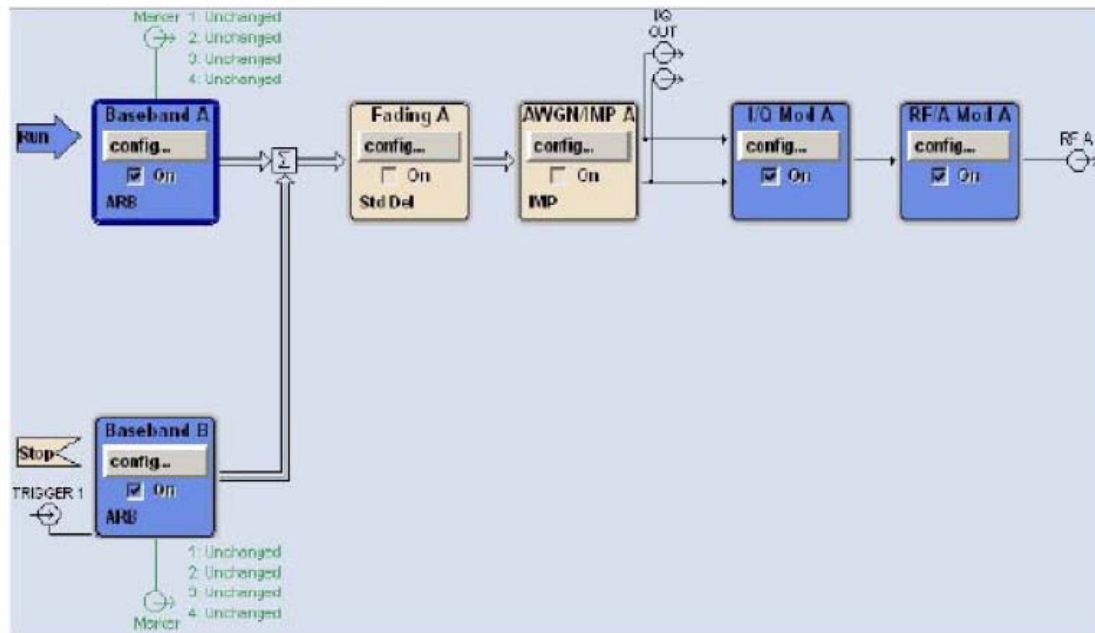 Marker 1: Unchanged
2: Unchanged
3: Unchanged
4: Unchanged
I/Q
OUT
Run
Baseband A
config...
On
ARB
Σ
Fading A
config...
On
Std Del
AWGN/IMP A
config...
On
IMP
I/Q Mod A
config...
On
RF/A Mod A
config...
On
RF A
Stop
TRIGGER 1
Baseband B
config...
On
ARB
1: Unchanged
2: Unchanged
3: Unchanged
4: Unchanged
Marker